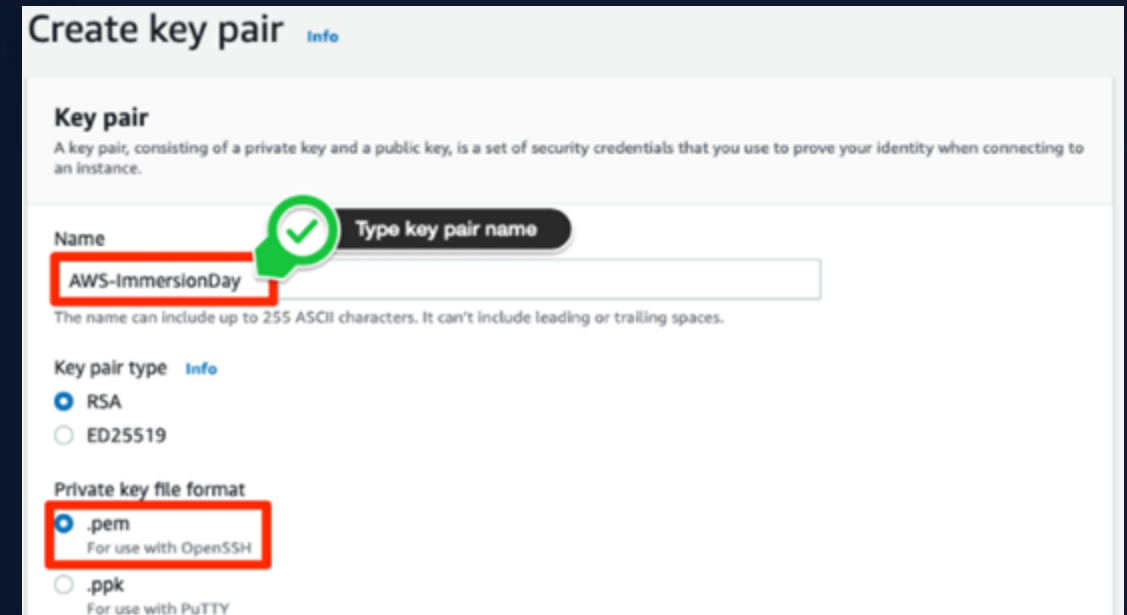 Create key pair Info
Key pair
A key pair, consisting of a private key and a public key, is a set of security credentials that you use to prove your identity when connecting to
an instance.
Type key pair name
Name
AWS-ImmersionDay
The name can include up to 255 ASCII characters. It can't include leading or trailing spaces.
Key pair type Info
RSA
ED25519
Private key file format
.pem
For use with OpenSSH
.ppk
For use with PuTTY